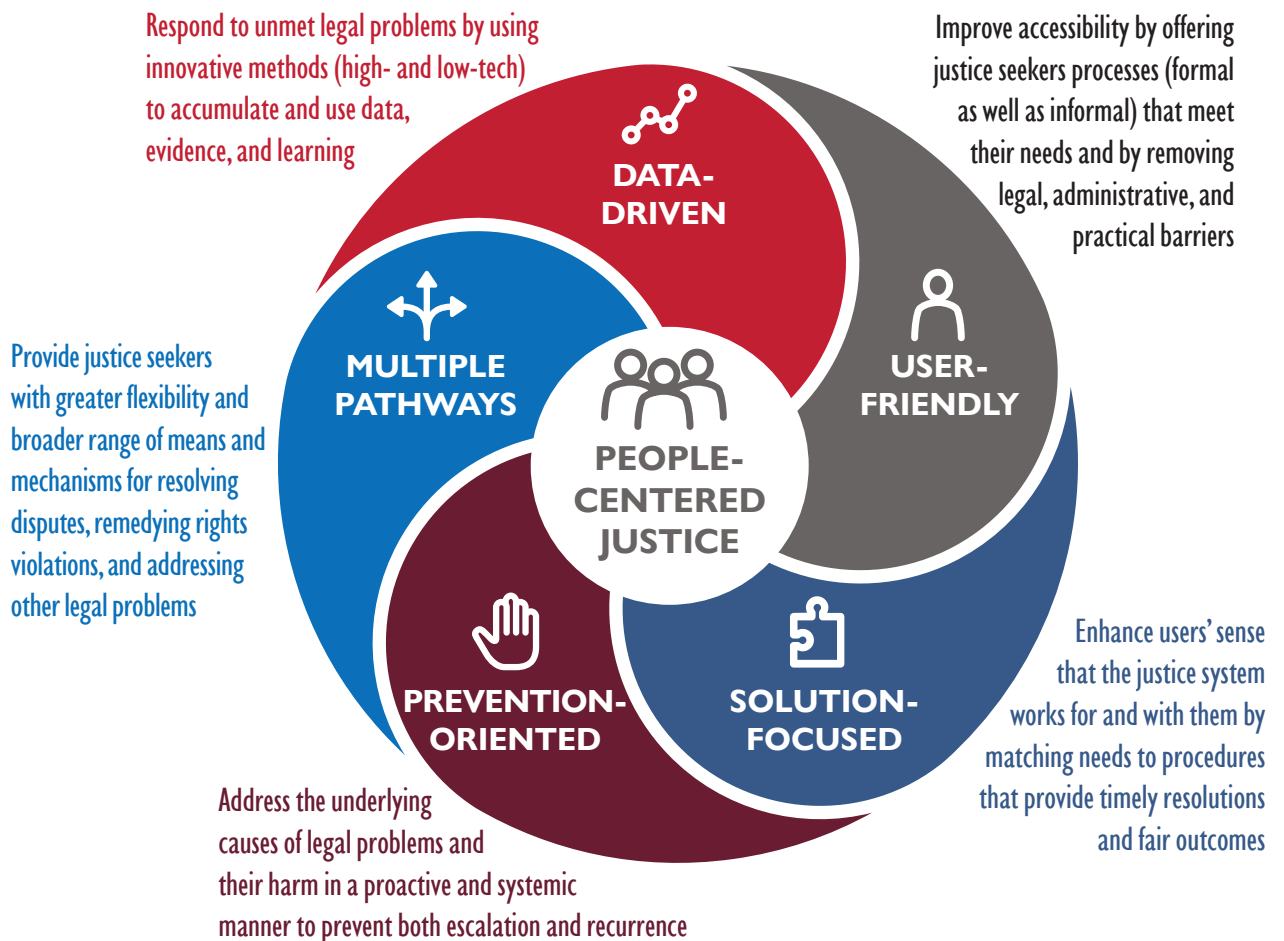 Respond to unmet legal problems by using
innovative methods (high- and low-tech)
to accumulate and use data,
evidence, and learning
Improve accessibility by offering
justice seekers processes (formal
as well as informal) that meet
their needs and by removing
legal, administrative, and
practical barriers
DATA-
DRIVEN
USER-
FRIENDLY
MULTIPLE
PATHWAYS
PEOPLE-
CENTERED
JUSTICE
Provide justice seekers
with greater flexibility and
broader range of means and
mechanisms for resolving
disputes, remedying rights
violations, and addressing
other legal problems
PREVENTION-
ORIENTED
SOLUTION-
FOCUSED
Enhance users’ sense
that the justice system
works for and with them by
matching needs to procedures
that provide timely resolutions
and fair outcomes
Address the underlying
causes of legal problems and
their harm in a proactive and systemic
manner to prevent both escalation and recurrence